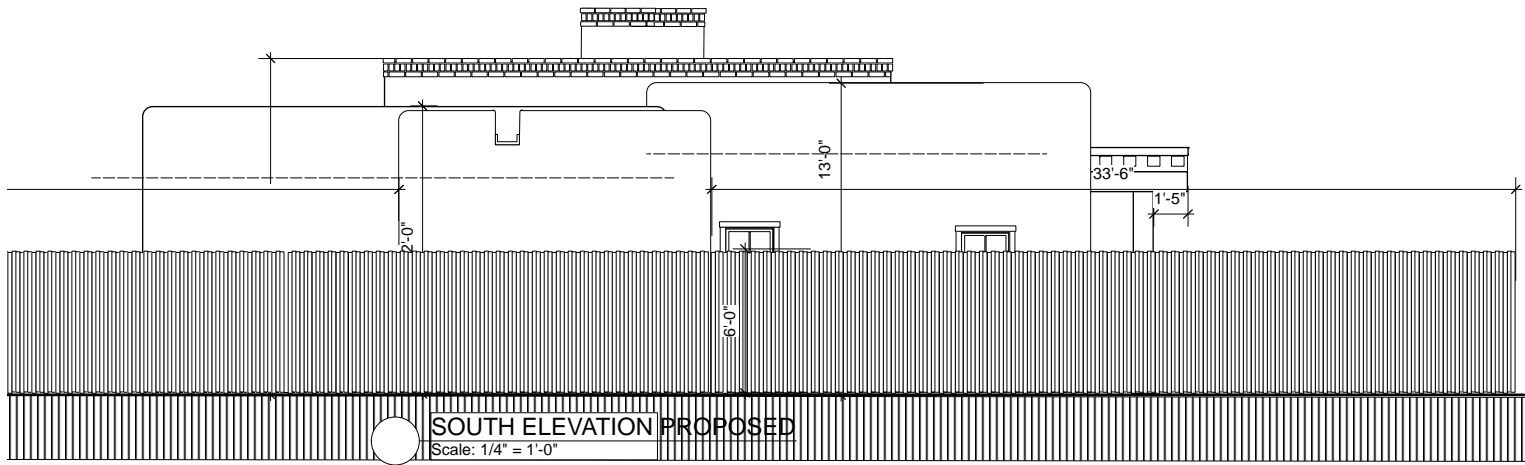 13'-0"
33'-6"
1'-5"
2'-0"
6'-0"
SOUTH ELEVATION PROPOSED
Scale: 1/4" = 1'-0"